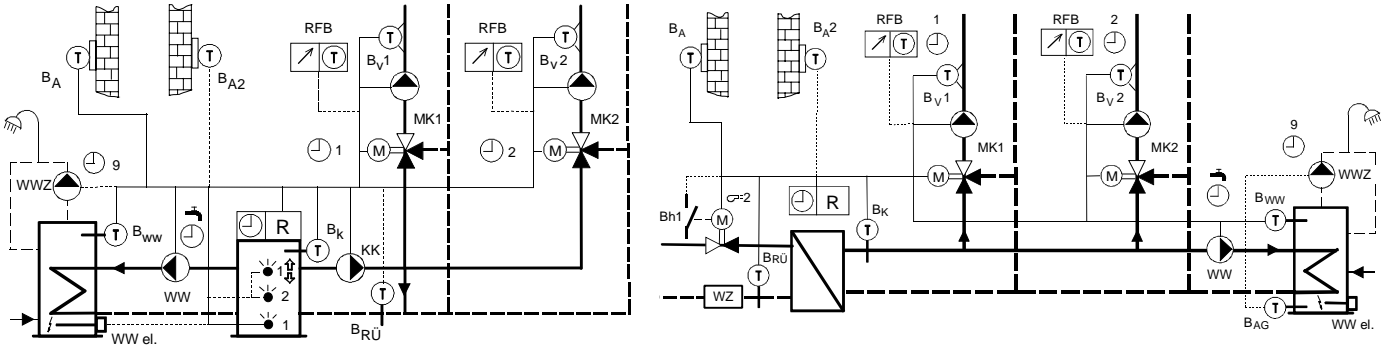 RFB
RFB
T
T
T
T
T
T
B_A
B_A2
B_V1
B_V2
MK1
MK2
1
2
M
M
9
WWZ
R
T
B_WW
T
B_k
KK
1
2
1
WW
T
B_RÜ
WW el.
B_A
B_A2
RFB
1
RFB
2
T
T
T
T
T
T
B_V1
B_V2
MK1
MK2
9
WWZ
M
M
Bh1
2
M
R
B_K
T
B_WW
T
B_RÜ
T
WW
WZ
B_AG
T
WW el.